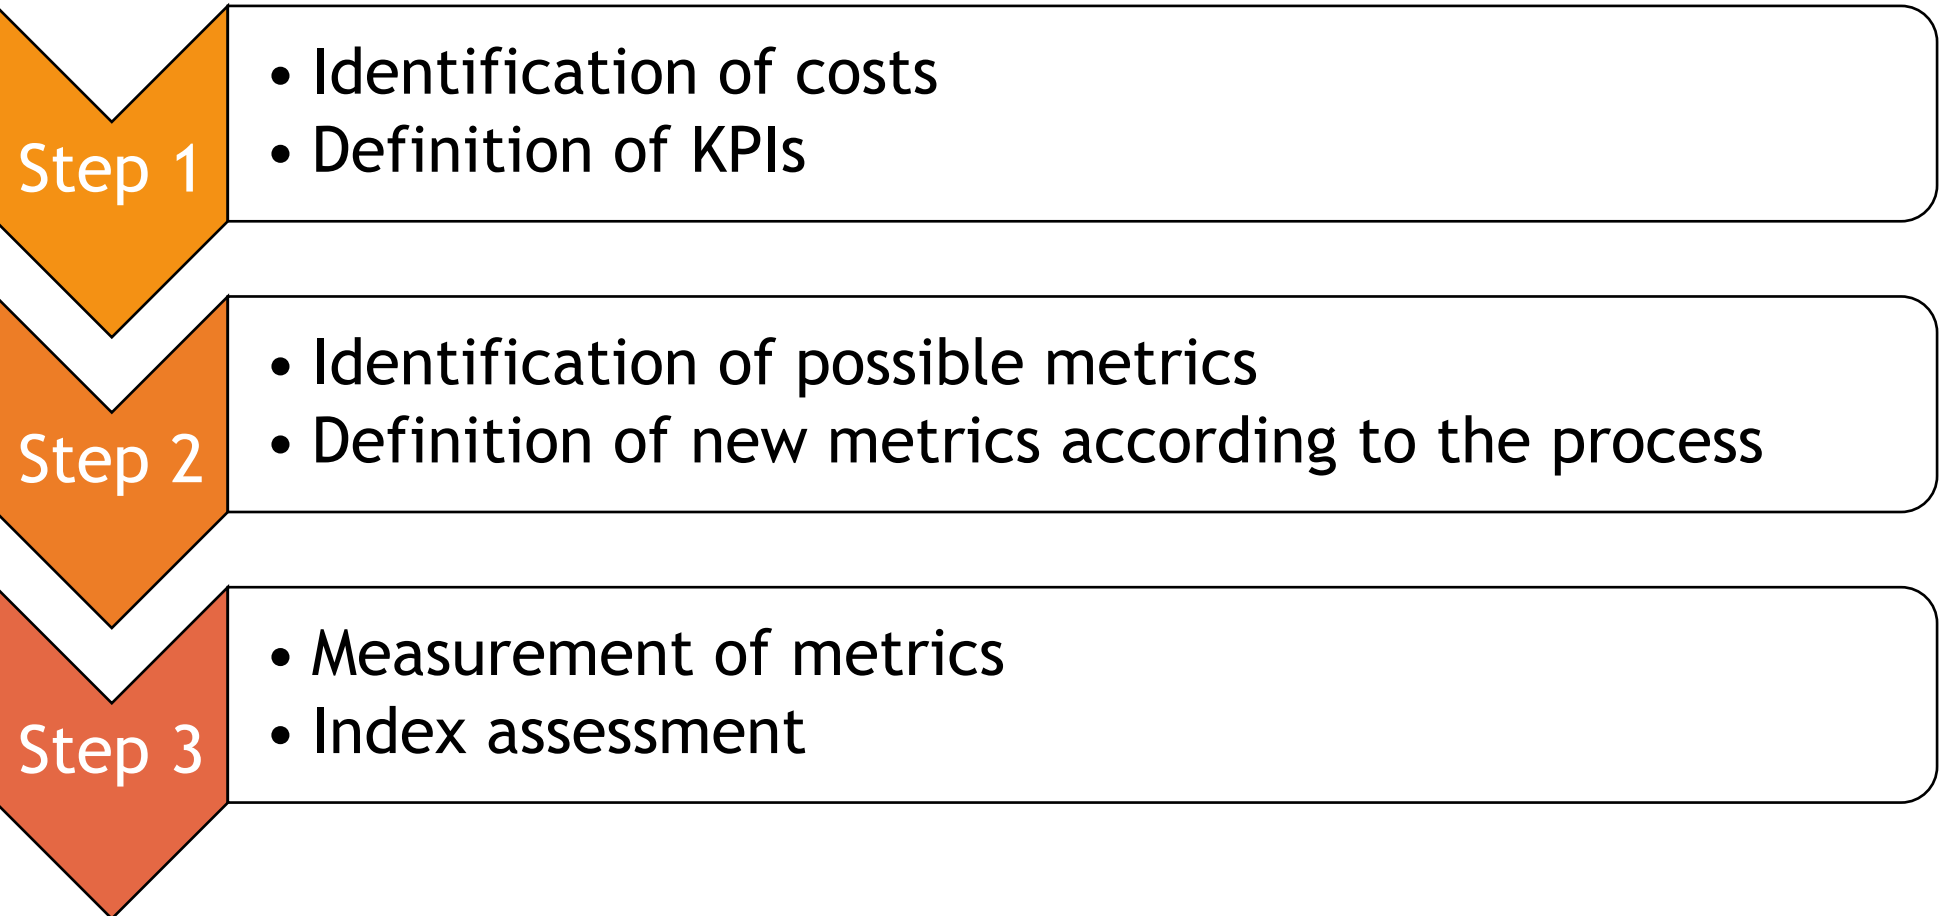 Step 1
• Identification of costs
• Definition of KPIs
Step 2
• Identification of possible metrics
• Definition of new metrics according to the process
Step 3
• Measurement of metrics
• Index assessment